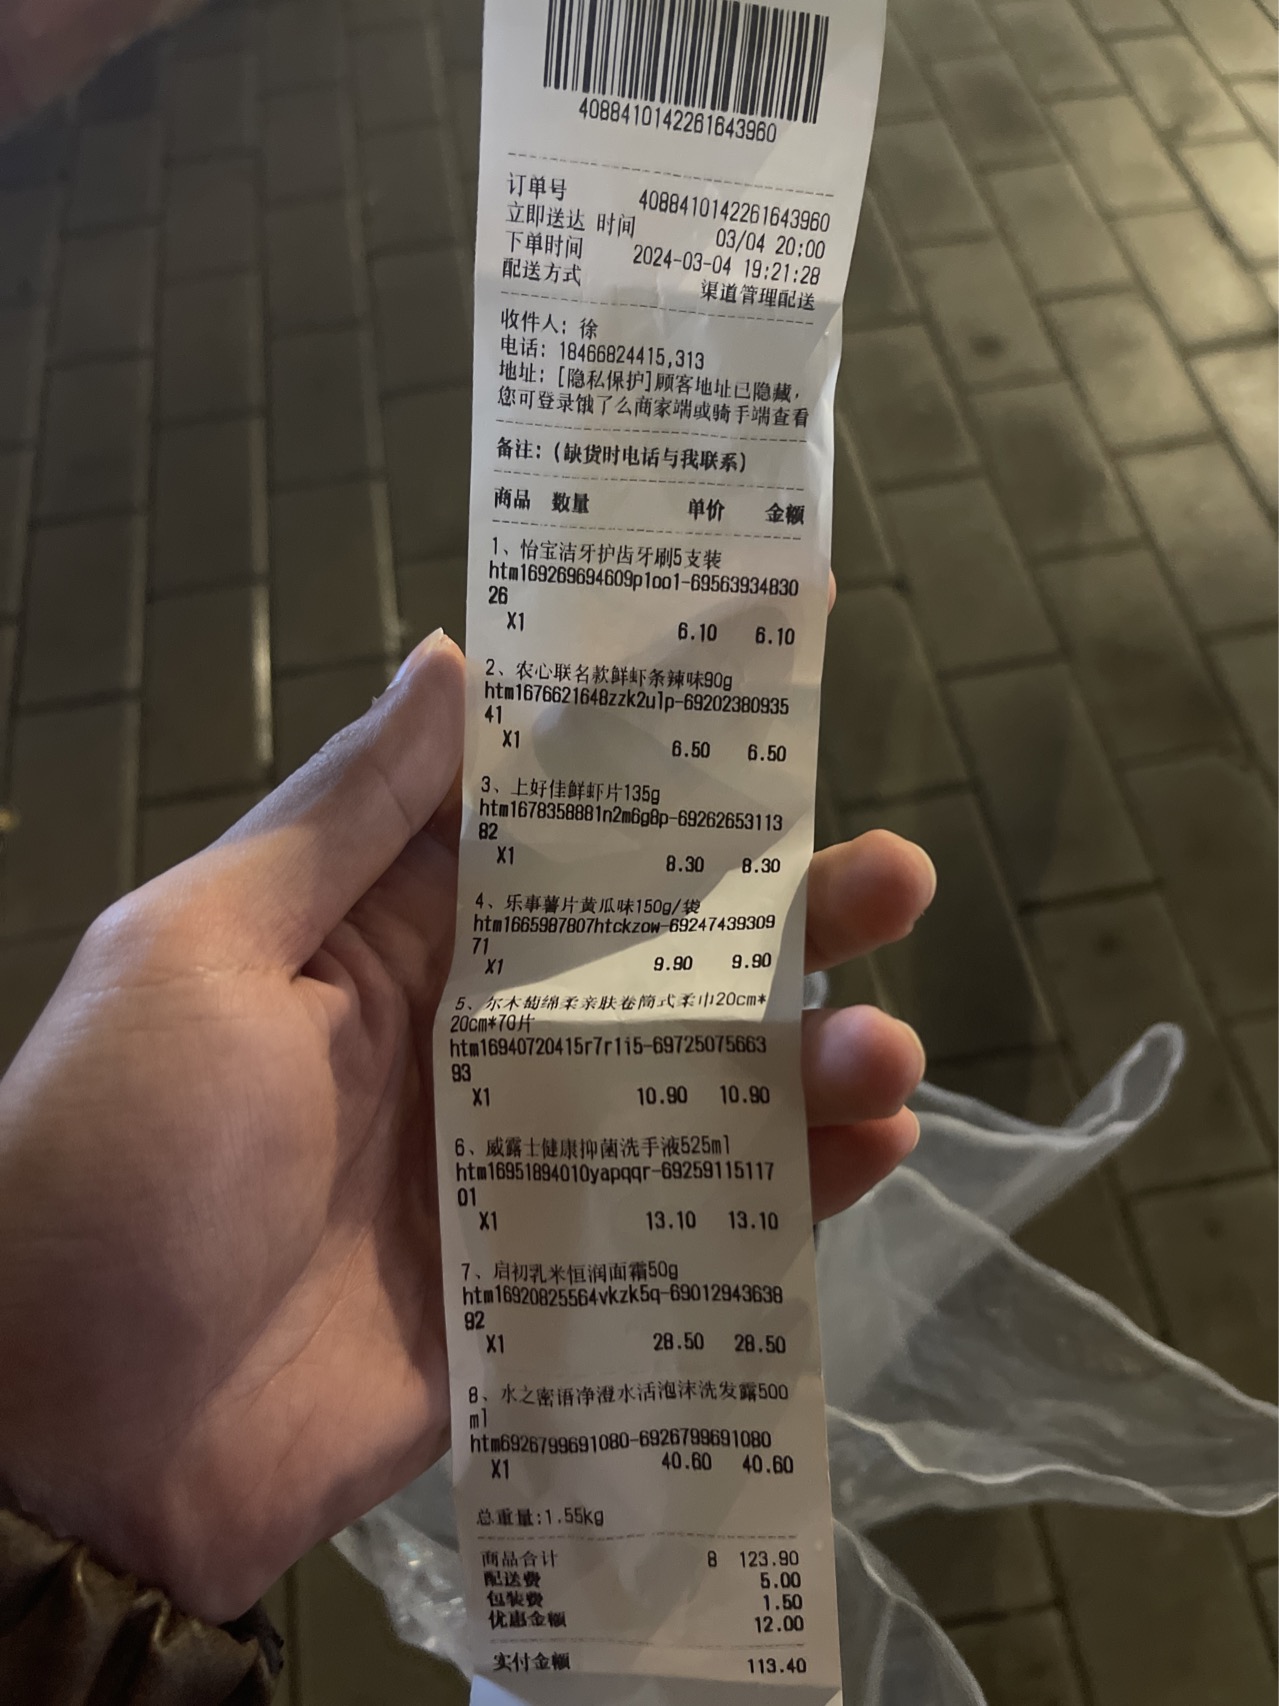 4088410142261643960
订单号 4088410142261643960
立即送达 时间 03/04 20:00
下单时间 2024-03-04 19:21:28
配送方式 渠道管理配送
收件人: 徐
电话: 18466824415,313
地址: [隐私保护]顾客地址已隐藏,
您可登录饿了么商家端或骑手端查看
备注: (缺货时电话与我联系)
商品 数量 单价 金额
1、怡宝洁牙护齿牙刷5支装
htm169269694609p1oo1-69563934830
26
X1 6.10 6.10
2、农心联名款鲜虾条辣味90g
htm1676621648zzk2ulp-69202380935
41
X1 6.50 6.50
3、上好佳鲜虾片135g
htm1678358881n2m6g8p-69262653113
82
X1 8.30 8.30
4、乐事薯片黄瓜味150g/袋
htm1665987807htckzow-69247439309
71
X1 9.90 9.90
5、尔木萄绵柔亲肤卷筒式柔巾20cm*
20cm*70片
htm16940720415r7r1i5-69725075663
93
X1 10.90 10.90
6、威露士健康抑菌洗手液525ml
htm16951894010yapqqr-69259115117
01
X1 13.10 13.10
7、启初乳米恒润面霜50g
htm16920825564vkzk5q-69012943638
92
X1 28.50 28.50
8、水之密语净澄水活泡沫洗发露500
ml
htm6926799691080-6926799691080
X1 40.60 40.60
总重量:1.55kg
商品合计 8 123.90
配送费 5.00
包装费 1.50
优惠金额 12.00
实付金额 113.40